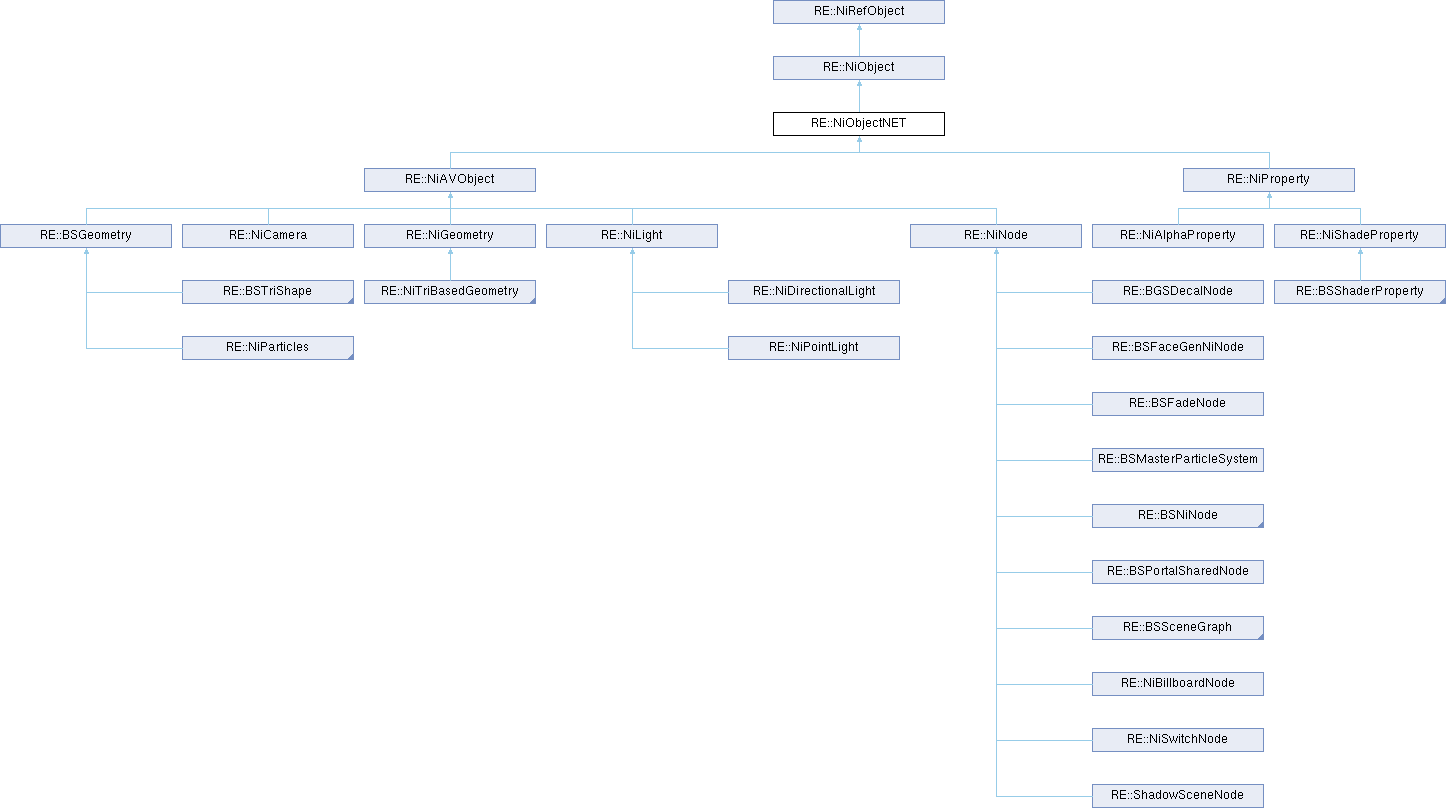 RE::NiRefObject
RE::NiObject
RE::NiObjectNET
RE::NiAVObject
RE::NiProperty
RE::BSGeometry
RE::NiCamera
RE::NiGeometry
RE::NiLight
RE::NiNode
RE::NiAlphaProperty
RE::NiShadeProperty
RE::BSTriShape
RE::NiTriBasedGeometry
RE::NiDirectionalLight
RE::BGSDecalNode
RE::BSShaderProperty
RE::NiParticles
RE::NiPointLight
RE::BSFaceGenNiNode
RE::BSFadeNode
RE::BSMasterParticleSystem
RE::BSNiNode
RE::BSPortalSharedNode
RE::BSSceneGraph
RE::NiBillboardNode
RE::NiSwitchNode
RE::ShadowSceneNode